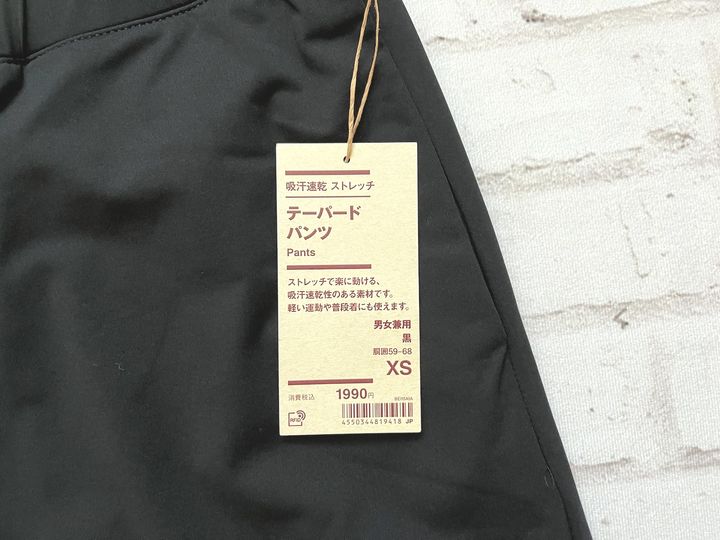 吸汗速乾 ストレッチ
テーパード
パンツ
Pants
ストレッチで楽に動ける、
吸汗速乾性のある素材です。
軽い運動や普段着にも使えます。
男女兼用
黒
胴囲59-68
XS
消費税込 1990円
RFID
4550344819418 JP